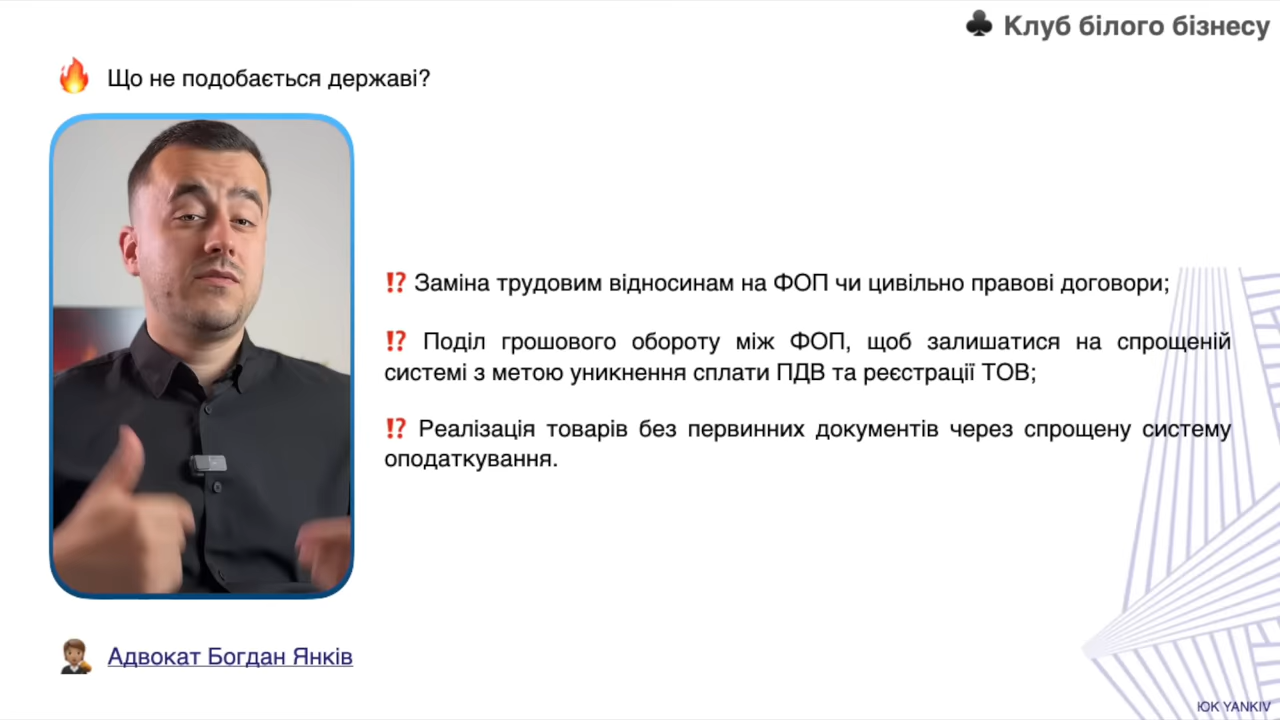 ♣ Клуб білого бізнесу
🔥 Що не подобається державі?
⁉️ Заміна трудовим відносинам на ФОП чи цивільно правові договори;
⁉️ Поділ грошового обороту між ФОП, щоб залишатися на спрощеній
системі з метою уникнення сплати ПДВ та реєстрації ТОВ;
⁉️ Реалізація товарів без первинних документів через спрощену систему
оподаткування.
Адвокат Богдан Янків
ЮК YANKIV